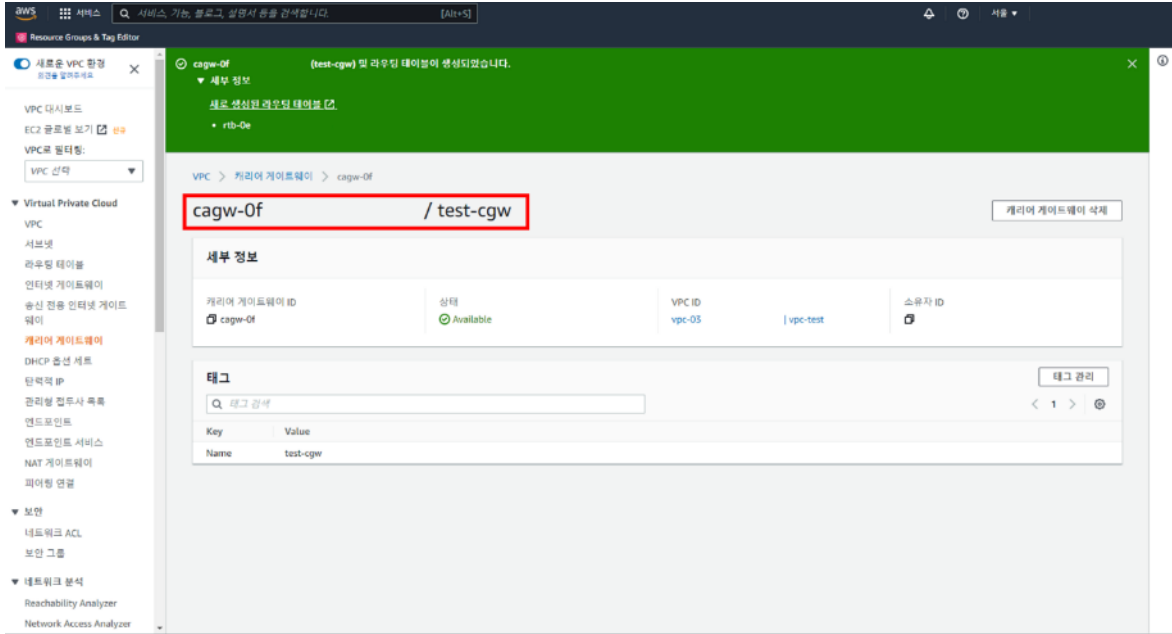 aws 서비스 서비스, 기능, 블로그, 설명서 등을 검색합니다. [Alt+S] 서울 ▼
Resource Groups & Tag Editor
새로운 VPC 환경
의견을 알려주세요
VPC 대시보드
EC2 글로벌 보기 신규
VPC로 필터링:
VPC 선택
Virtual Private Cloud
VPC
서브넷
라우팅 테이블
인터넷 게이트웨이
송신 전용 인터넷 게이트
웨이
캐리어 게이트웨이
DHCP 옵션 세트
탄력적 IP
관리형 접두사 목록
엔드포인트
엔드포인트 서비스
NAT 게이트웨이
피어링 연결
보안
네트워크 ACL
보안 그룹
네트워크 분석
Reachability Analyzer
Network Access Analyzer
cagw-0f (test-cgw) 및 라우팅 테이블이 생성되었습니다.
세부 정보
새로 생성된 라우팅 테이블
• rtb-0e
VPC > 캐리어 게이트웨이 > cagw-0f
cagw-0f / test-cgw
캐리어 게이트웨이 삭제
세부 정보
캐리어 게이트웨이 ID 상태 VPC ID 소유자 ID
cagw-0f Available vpc-03 | vpc-test
태그
태그 관리
태그 검색
< 1 >
Key Value
Name test-cgw